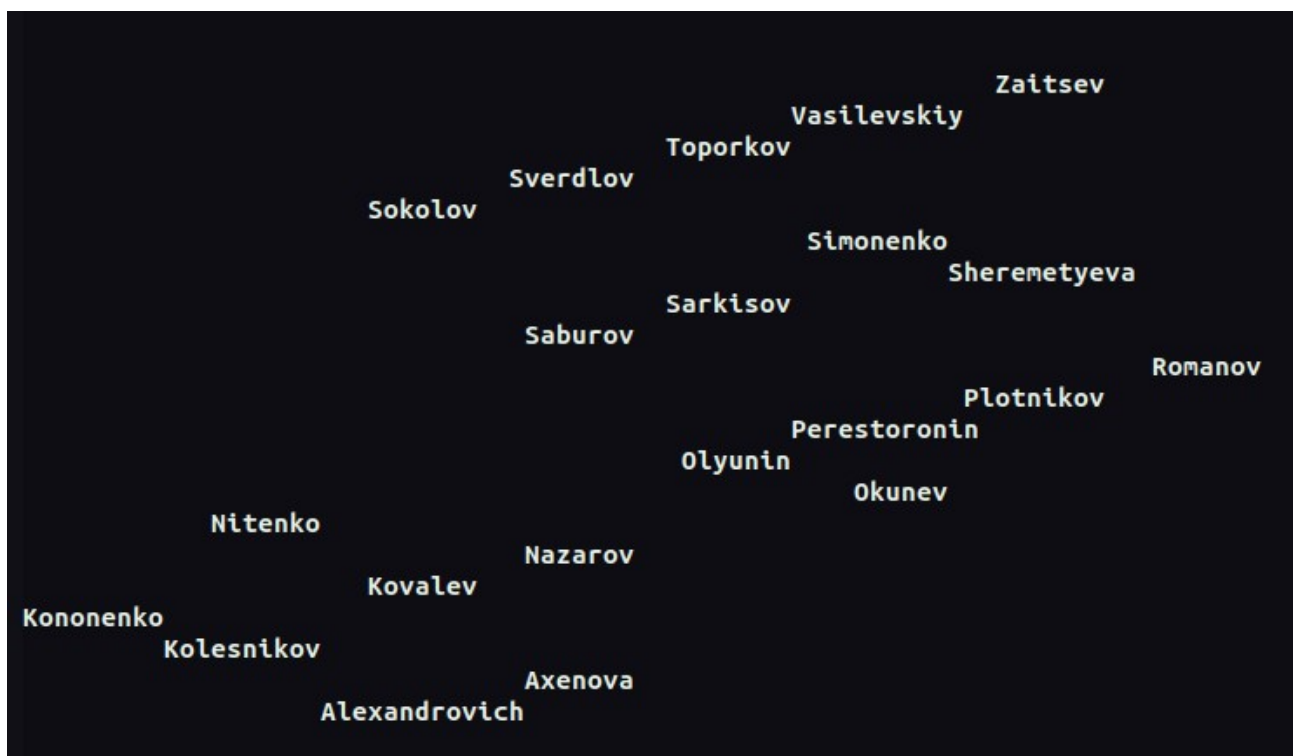 Zaitsev
Vasilevskiy
Toporkov
Sverdlov
Sokolov
Simonenko
Sheremetyeva
Sarkisov
Saburov
Romanov
Plotnikov
Perestoronin
Olyunin
Okunev
Nitenko
Nazarov
Kovalev
Kononenko
Kolesnikov
Axenova
Alexandrovich